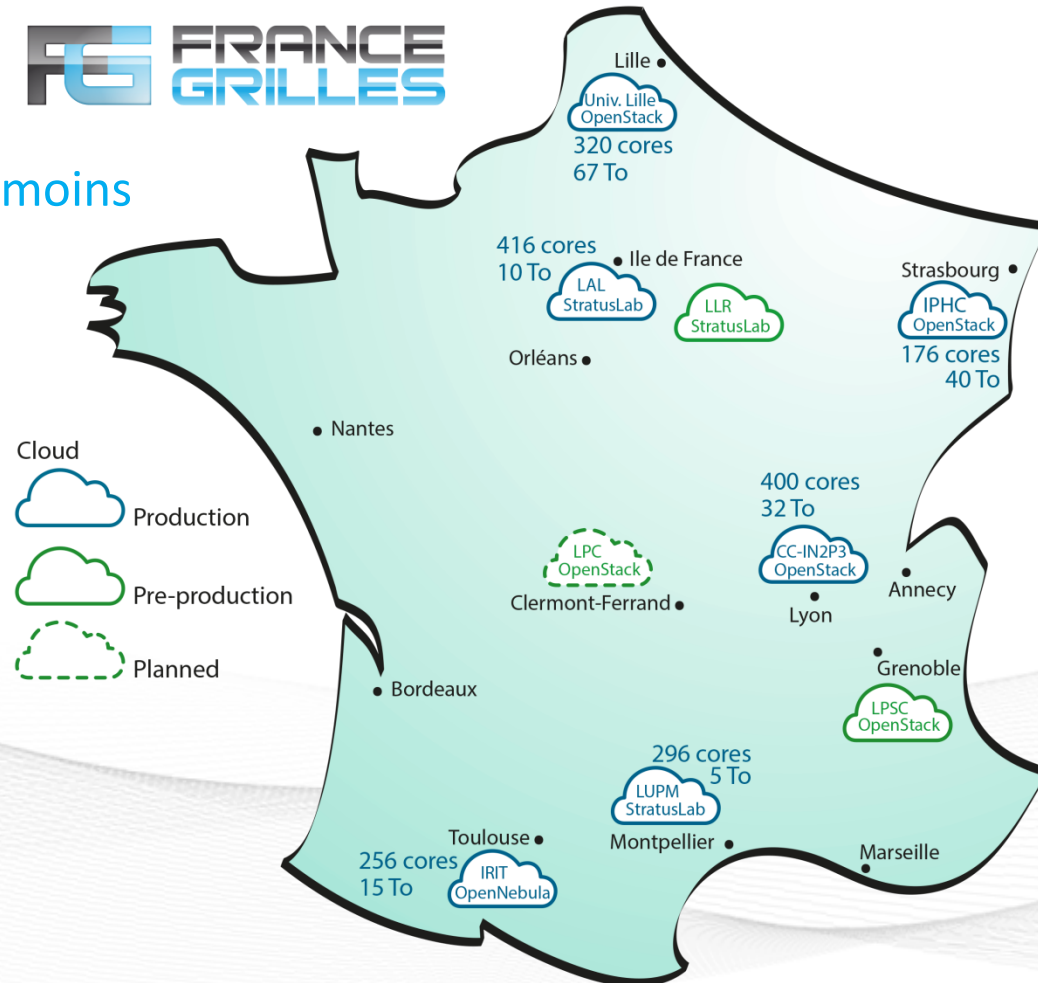 FG FRANCE
GRILLES
moins
Lille
Univ. Lille
OpenStack
320 cores
67 To
416 cores
10 To
Ile de France
LAL
StratusLab
LLR
StratusLab
Strasbourg
IPHC
OpenStack
176 cores
40 To
Orléans
Nantes
Cloud
Production
Pre-production
Planned
400 cores
32 To
CC-IN2P3
OpenStack
Annecy
Lyon
LPC
OpenStack
Clermont-Ferrand
Grenoble
LPSC
OpenStack
Bordeaux
296 cores
5 To
LUPM
StratusLab
Montpellier
Toulouse
256 cores
15 To
IRIT
OpenNebula
Marseille